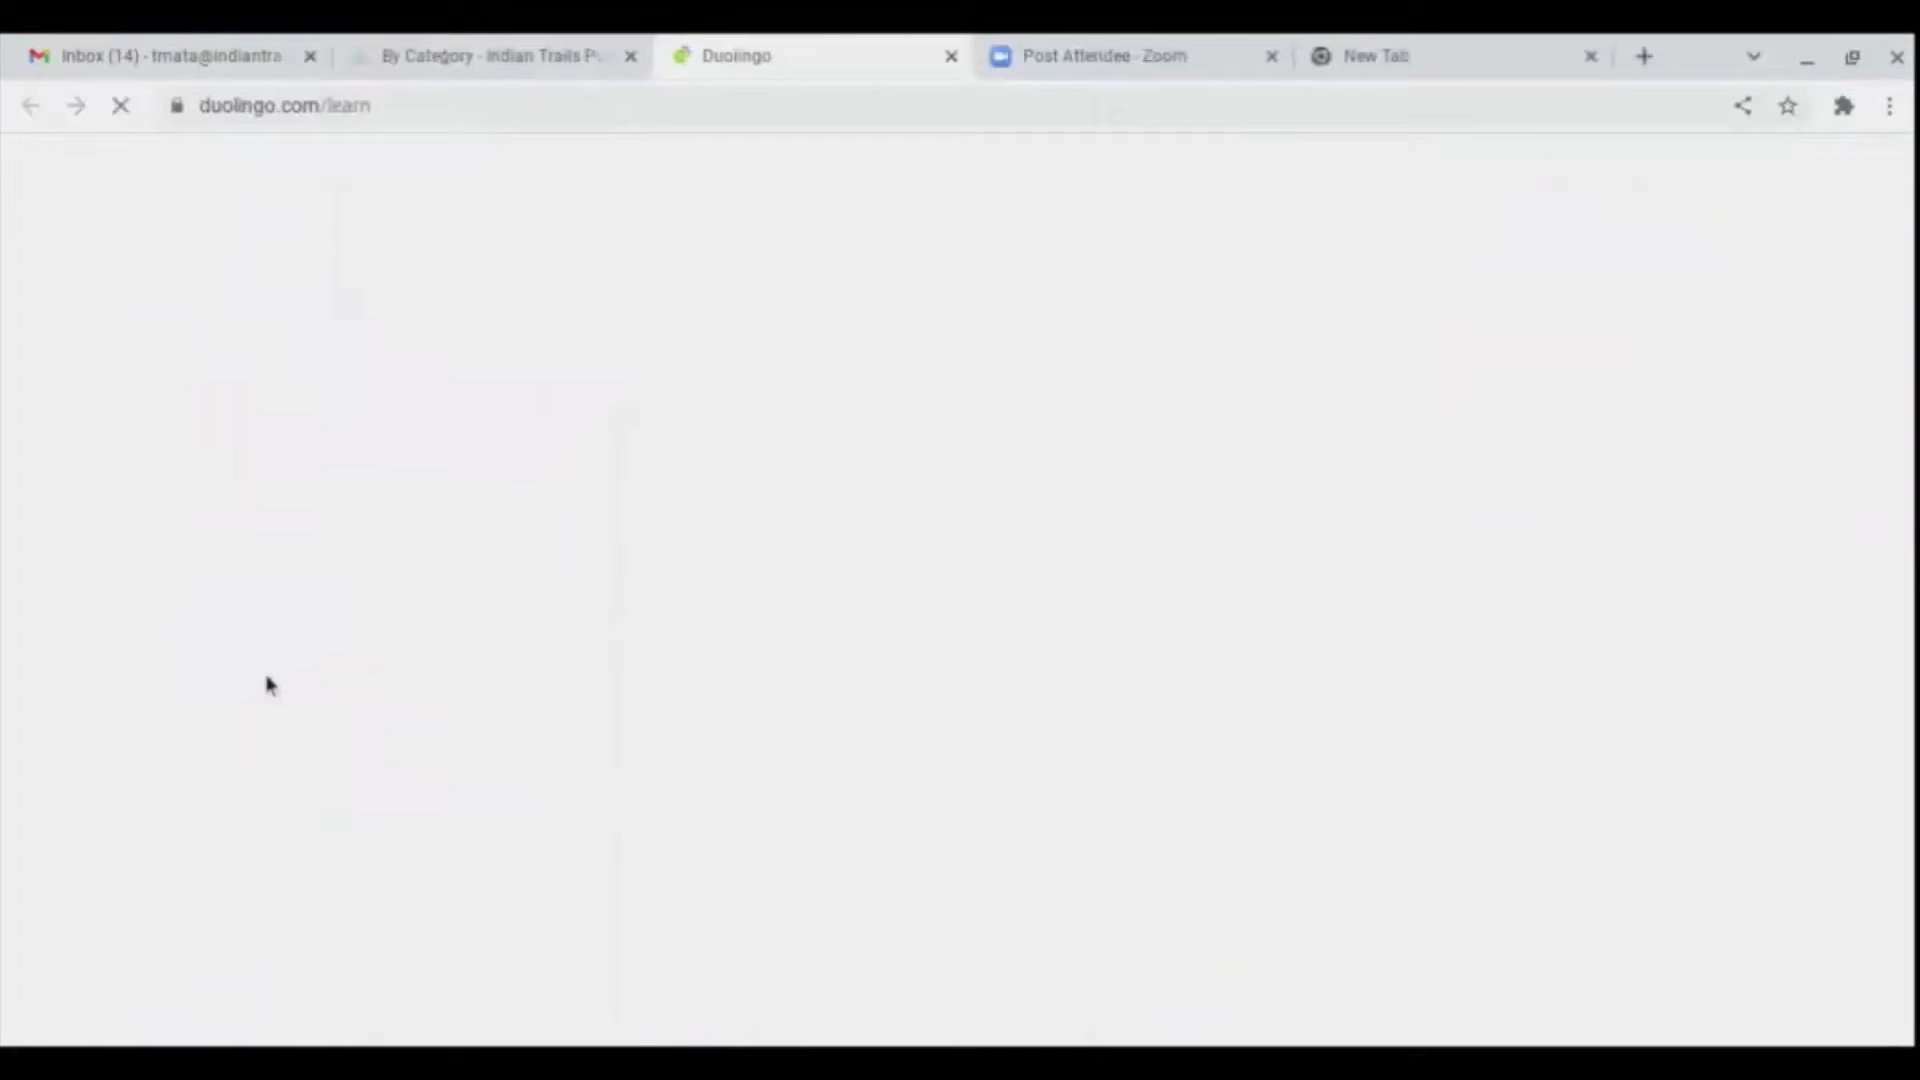 Inbox (14) - tmata@indiantra
By Category - Indian Trails P
Duolingo
Post Attendee - Zoom
New Tab
duolingo.com/learn